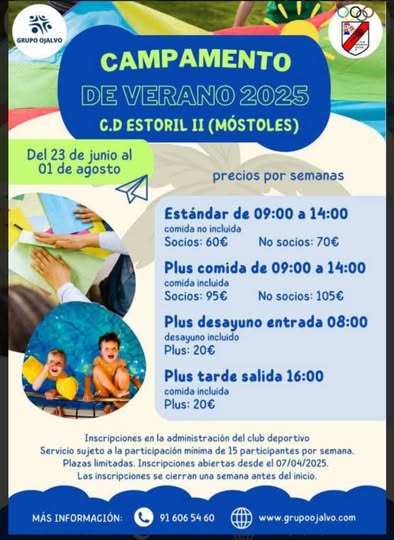 GRUPO OJALVO
CAMPAMENTO
DE VERANO 2025
C.D ESTORIL II (MÓSTOLES)
Del 23 de junio al
01 de agosto
precios por semanas
Estándar de 09:00 a 14:00
comida no incluida
Socios: 60€ No socios: 70€
Plus comida de 09:00 a 14:00
comida incluida
Socios: 95€ No socios: 105€
Plus desayuno entrada 08:00
desayuno incluido
Plus: 20€
Plus tarde salida 16:00
comida incluida
Plus: 20€
Inscripciones en la administración del club deportivo
Servicio sujeto a la participación mínima de 15 participantes por semana.
Plazas limitadas. Inscripciones abiertas desde el 07/04/2025.
Las inscripciones se cierran una semana antes del inicio.
MÁS INFORMACIÓN: 91 606 54 60 www.grupoojalvo.com